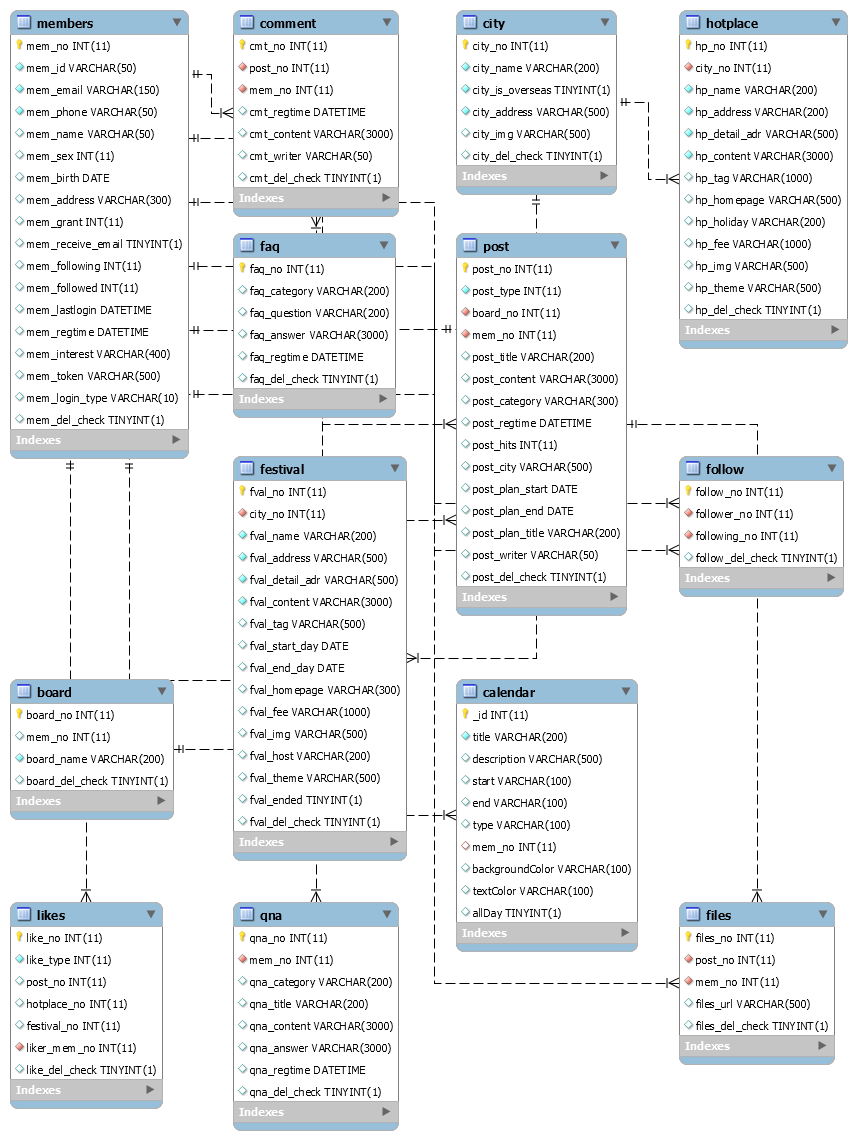 members
mem_no INT(11)
mem_id VARCHAR(50)
mem_email VARCHAR(150)
mem_phone VARCHAR(50)
mem_name VARCHAR(50)
mem_sex INT(11)
mem_birth DATE
mem_address VARCHAR(300)
mem_grant INT(11)
mem_receive_email TINYINT(1)
mem_following INT(11)
mem_followed INT(11)
mem_lastlogin DATETIME
mem_regtime DATETIME
mem_interest VARCHAR(400)
mem_token VARCHAR(500)
mem_login_type VARCHAR(10)
mem_del_check TINYINT(1)
Indexes
comment
cmt_no INT(11)
post_no INT(11)
mem_no INT(11)
cmt_regtime DATETIME
cmt_content VARCHAR(3000)
cmt_writer VARCHAR(50)
cmt_del_check TINYINT(1)
Indexes
city
city_no INT(11)
city_name VARCHAR(200)
city_is_overseas TINYINT(1)
city_address VARCHAR(500)
city_img VARCHAR(500)
city_del_check TINYINT(1)
Indexes
hotplace
hp_no INT(11)
city_no INT(11)
hp_name VARCHAR(200)
hp_address VARCHAR(200)
hp_detail_adr VARCHAR(500)
hp_content VARCHAR(3000)
hp_tag VARCHAR(1000)
hp_homepage VARCHAR(500)
hp_holiday VARCHAR(200)
hp_fee VARCHAR(1000)
hp_img VARCHAR(500)
hp_theme VARCHAR(500)
hp_del_check TINYINT(1)
Indexes
faq
faq_no INT(11)
faq_category VARCHAR(200)
faq_question VARCHAR(200)
faq_answer VARCHAR(3000)
faq_regtime DATETIME
faq_del_check TINYINT(1)
Indexes
post
post_no INT(11)
post_type INT(11)
board_no INT(11)
mem_no INT(11)
post_title VARCHAR(200)
post_content VARCHAR(3000)
post_category VARCHAR(300)
post_regtime DATETIME
post_hits INT(11)
post_city VARCHAR(500)
post_plan_start DATE
post_plan_end DATE
post_plan_title VARCHAR(200)
post_writer VARCHAR(50)
post_del_check TINYINT(1)
Indexes
festival
fval_no INT(11)
city_no INT(11)
fval_name VARCHAR(200)
fval_address VARCHAR(500)
fval_detail_adr VARCHAR(500)
fval_content VARCHAR(3000)
fval_tag VARCHAR(500)
fval_start_day DATE
fval_end_day DATE
fval_homepage VARCHAR(300)
fval_fee VARCHAR(1000)
fval_img VARCHAR(500)
fval_host VARCHAR(200)
fval_theme VARCHAR(500)
fval_ended TINYINT(1)
fval_del_check TINYINT(1)
Indexes
follow
follow_no INT(11)
follower_no INT(11)
following_no INT(11)
follow_del_check TINYINT(1)
Indexes
board
board_no INT(11)
mem_no INT(11)
board_name VARCHAR(200)
board_del_check TINYINT(1)
Indexes
calendar
_id INT(11)
title VARCHAR(200)
description VARCHAR(500)
start VARCHAR(100)
end VARCHAR(100)
type VARCHAR(100)
mem_no INT(11)
backgroundColor VARCHAR(100)
textColor VARCHAR(100)
allDay TINYINT(1)
Indexes
likes
like_no INT(11)
like_type INT(11)
post_no INT(11)
hotplace_no INT(11)
festival_no INT(11)
liker_mem_no INT(11)
like_del_check TINYINT(1)
Indexes
qna
qna_no INT(11)
mem_no INT(11)
qna_category VARCHAR(200)
qna_title VARCHAR(200)
qna_content VARCHAR(3000)
qna_answer VARCHAR(3000)
qna_regtime DATETIME
qna_del_check TINYINT(1)
Indexes
files
files_no INT(11)
post_no INT(11)
mem_no INT(11)
files_url VARCHAR(500)
files_del_check TINYINT(1)
Indexes